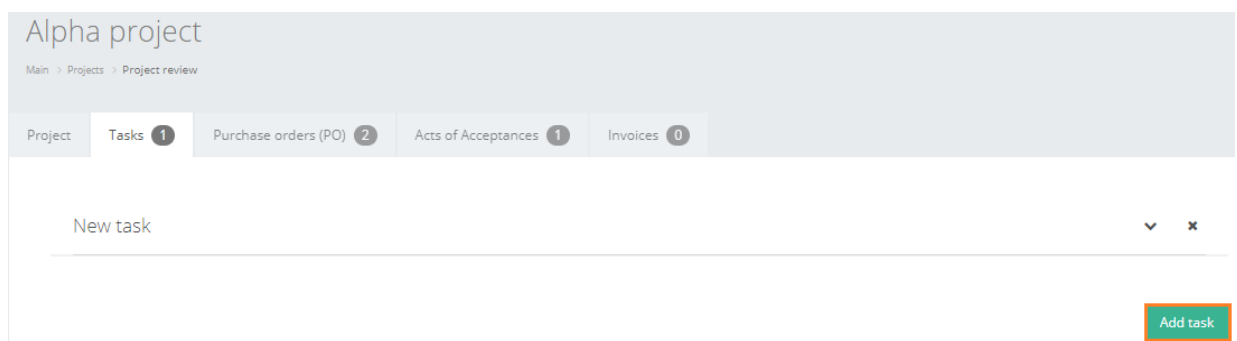 Alpha project
Main > Projects > Project review
Project Tasks 1 Purchase orders (PO) 2 Acts of Acceptances 1 Invoices 0
New task
Add task